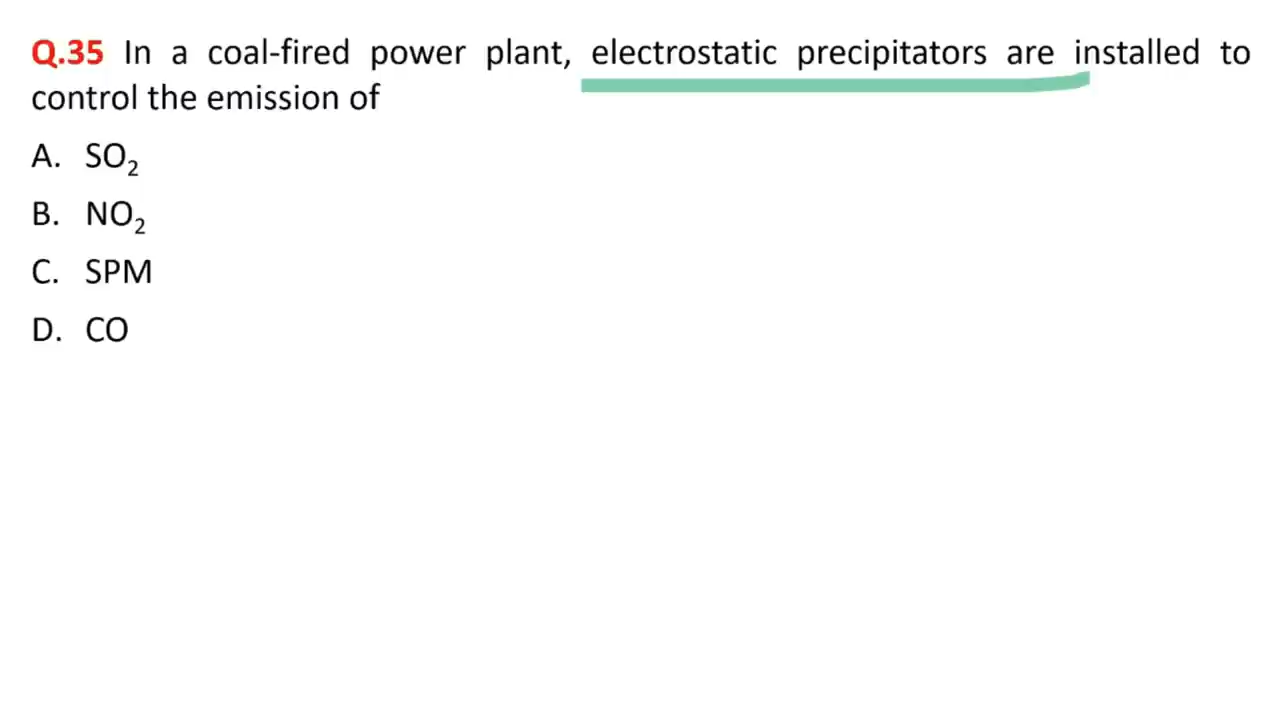 Q.35 In a coal-fired power plant, electrostatic precipitators are installed to
control the emission of
A. SO₂
B. NO₂
C. SPM
D. CO